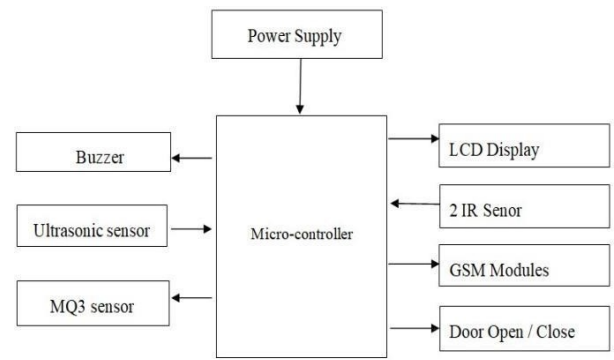 Power Supply
Buzzer
LCD Display
2 IR Senor
Ultrasonic sensor
Micro-controller
GSM Modules
MQ3 sensor
Door Open / Close